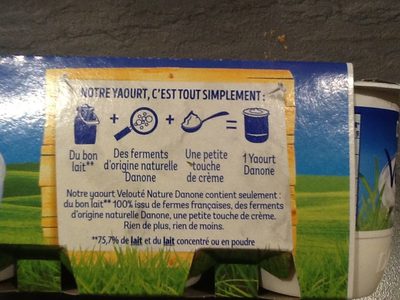 NOTRE YAOURT, C'EST TOUT SIMPLEMENT :
+ + =
Du bon lait**
Des ferments d'origine naturelle Danone
Une petite touche de crème
1 Yaourt Danone
Notre yaourt Velouté Nature Danone contient seulement :
du bon lait** 100% issu de fermes françaises, des ferments
d'origine naturelle Danone, une petite touche de crème.
Rien de plus, rien de moins.
**75,7% de lait et du lait concentré ou en poudre